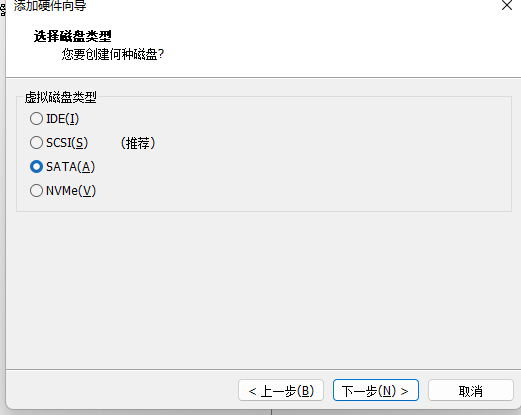 添加硬件向导
选择磁盘类型
您要创建何种磁盘?
虚拟磁盘类型
IDE(I)
SCSI(S) （推荐）
SATA(A)
NVMe(V)
< 上一步(B) 下一步(N) > 取消